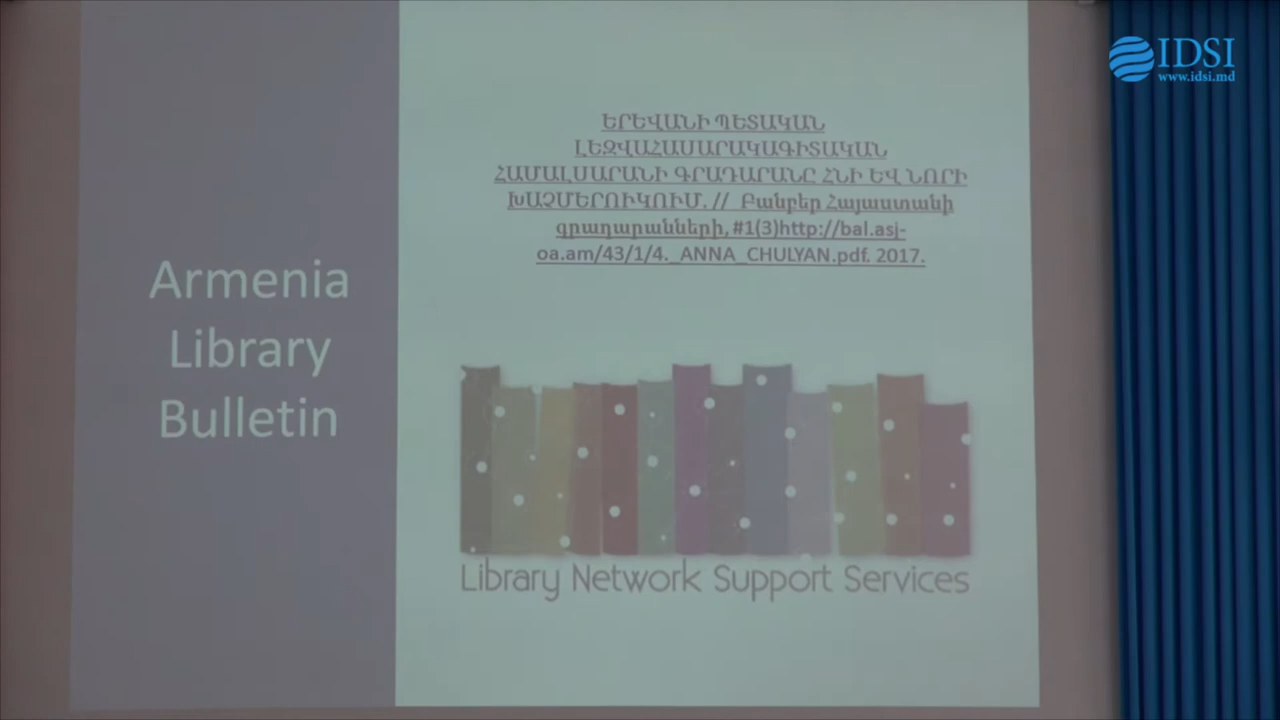 IDSI
www.idsi.md
Armenia
Library
Bulletin
ԵՐԵՎԱՆԻ ՊԵՏԱԿԱՆ
ԼԵԶՎԱՀԱՍԱՐԱԿԱԳԻՏԱԿԱՆ
ՀԱՄԱԼՍԱՐԱՆԻ ԳՐԱԴԱՐԱՆԸ ՀՆԻ ԵՎ ՆՈՐԻ
ԽԱՉՄԵՐՈՒԿՈՒՄ. // Բանբեր Հայաստանի
գրադարանների, #1(3)http://bal.asj-
oa.am/43/1/4._ANNA_CHULYAN.pdf. 2017.
Library Network Support Services